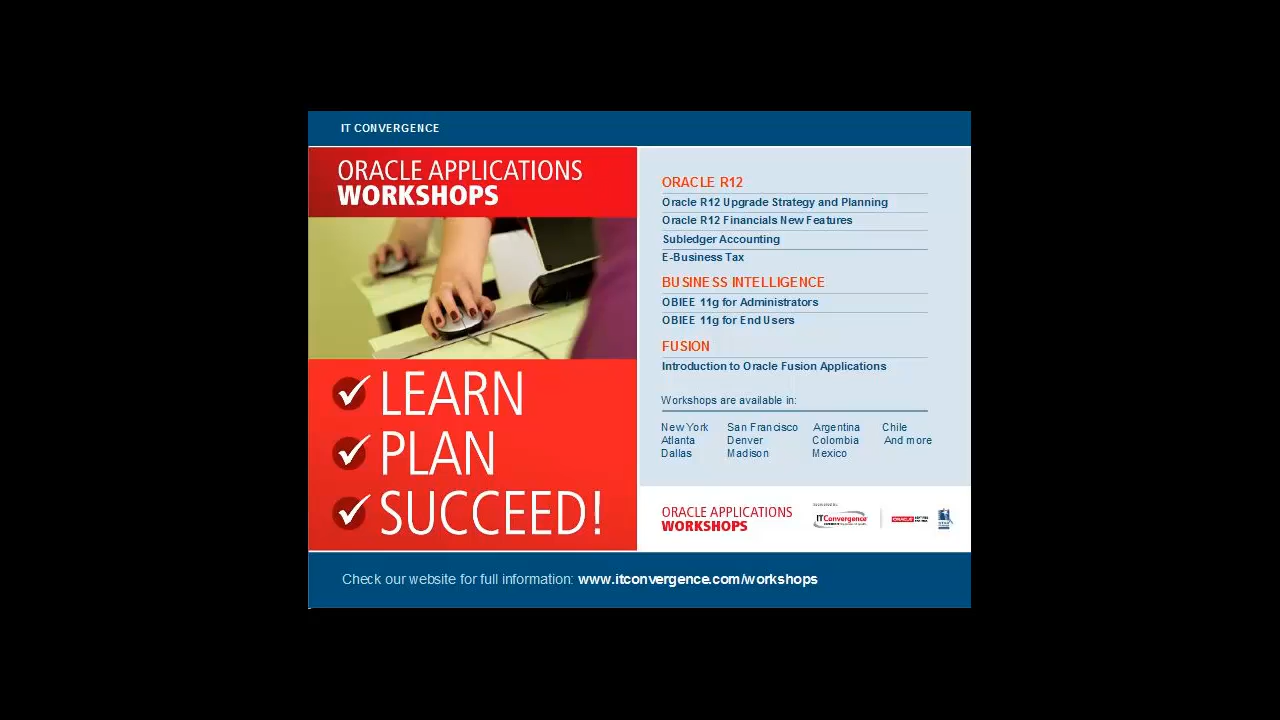 IT CONVERGENCE
ORACLE APPLICATIONS
WORKSHOPS
LEARN
PLAN
SUCCEED!
ORACLE R12
Oracle R12 Upgrade Strategy and Planning
Oracle R12 Financials New Features
Subledger Accounting
E-Business Tax
BUSINESS INTELLIGENCE
OBIEE 11g for Administrators
OBIEE 11g for End Users
FUSION
Introduction to Oracle Fusion Applications
Workshops are available in:
New York San Francisco Argentina Chile
Atlanta Denver Colombia And more
Dallas Madison Mexico
ORACLE APPLICATIONS
WORKSHOPS
ITConvergence
ORACLE
Check our website for full information: www.itconvergence.com/workshops